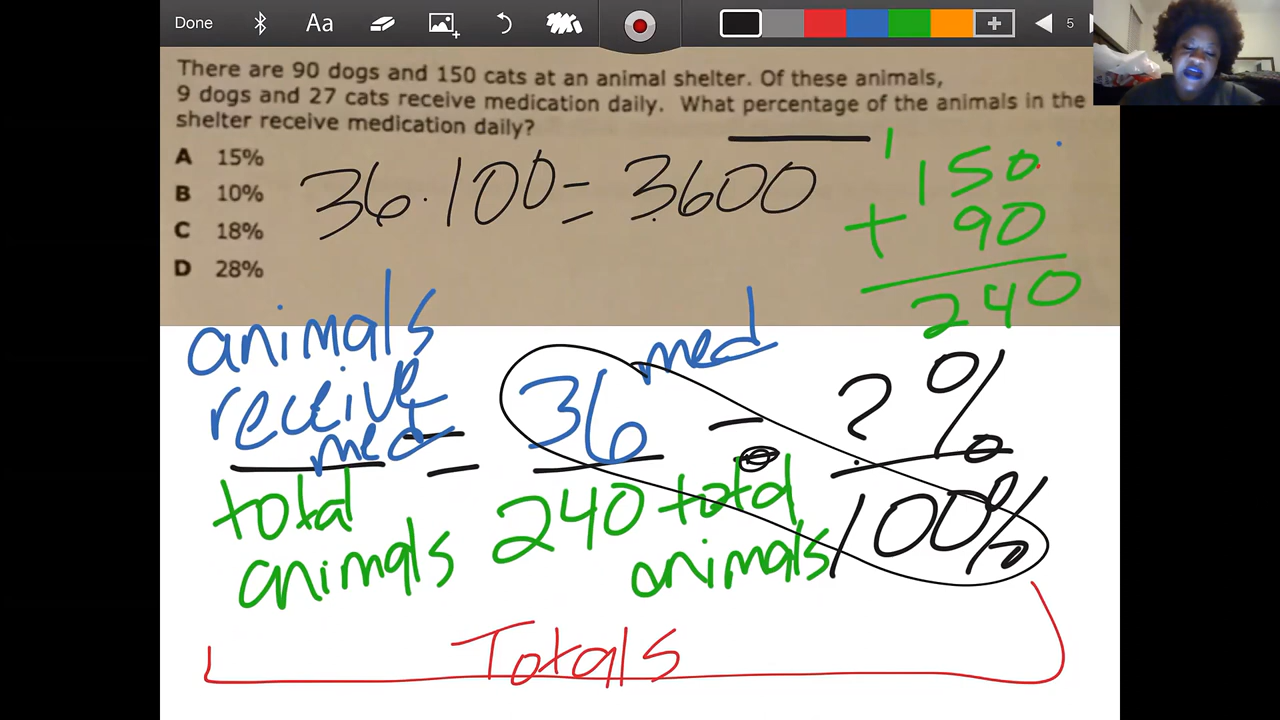 Done
Aa
5
There are 90 dogs and 150 cats at an animal shelter. Of these animals,
9 dogs and 27 cats receive medication daily. What percentage of the animals in the
shelter receive medication daily?
A 15%
B 10%
C 18%
D 28%
36·100=3600
1
150
+ 90
240
animals
receive
med
total
animals
=
36 med
240 total
animals
=
?%
100%
Totals